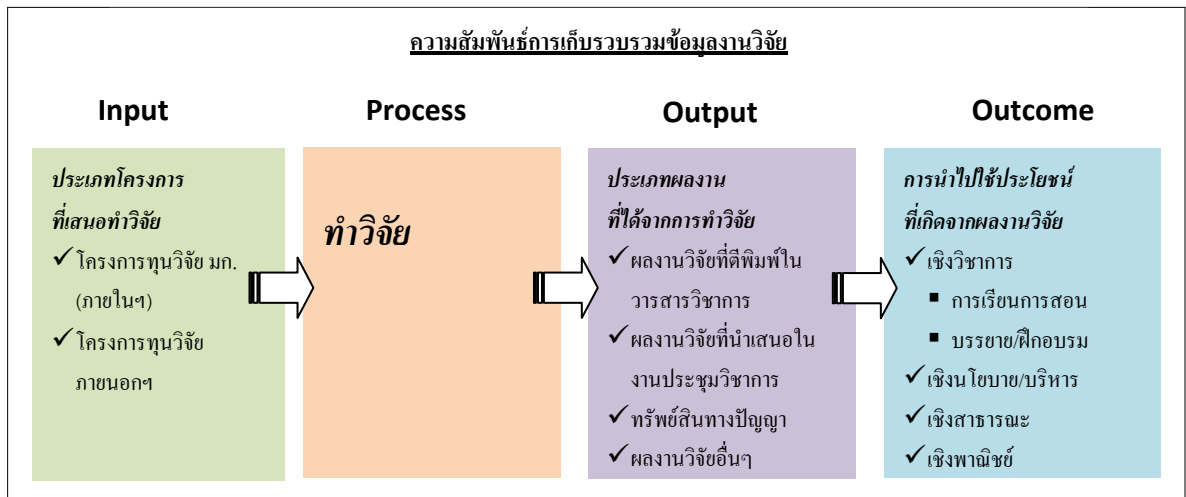 ความสัมพันธ์การเก็บรวบรวมข้อมูลงานวิจัย
Input
ประเภทโครงการ
ที่เสนอทำวิจัย
✓ โครงการทุนวิจัย มก.
(ภายในฯ)
✓ โครงการทุนวิจัย
ภายนอกฯ
Process
ทำวิจัย
Output
ประเภทผลงาน
ที่ได้จากการทำวิจัย
✓ ผลงานวิจัยที่ตีพิมพ์ใน
วารสารวิชาการ
✓ ผลงานวิจัยที่นำเสนอใน
งานประชุมวิชาการ
✓ ทรัพย์สินทางปัญญา
✓ ผลงานวิจัยอื่นๆ
Outcome
การนำไปใช้ประโยชน์
ที่เกิดจากผลงานวิจัย
✓ เชิงวิชาการ
▪ การเรียนการสอน
▪ บรรยาย/ฝึกอบรม
✓ เชิงนโยบาย/บริหาร
✓ เชิงสาธารณะ
✓ เชิงพาณิชย์